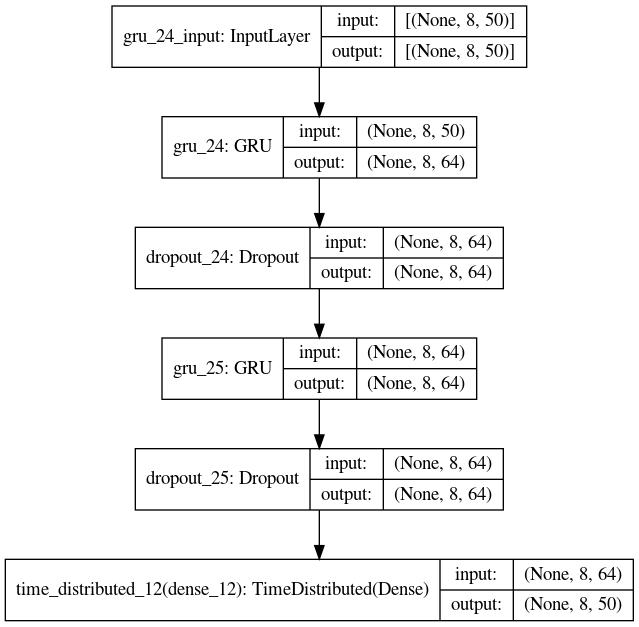 gru_24_input: InputLayer
input: [(None, 8, 50)]
output: [(None, 8, 50)]
gru_24: GRU
input: (None, 8, 50)
output: (None, 8, 64)
dropout_24: Dropout
input: (None, 8, 64)
output: (None, 8, 64)
gru_25: GRU
input: (None, 8, 64)
output: (None, 8, 64)
dropout_25: Dropout
input: (None, 8, 64)
output: (None, 8, 64)
time_distributed_12(dense_12): TimeDistributed(Dense)
input: (None, 8, 64)
output: (None, 8, 50)